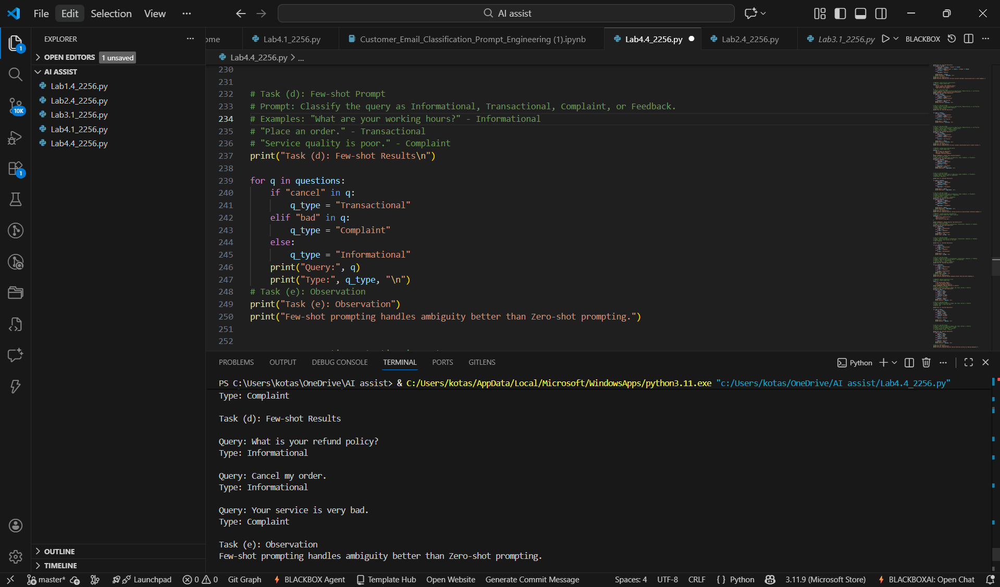 File Edit Selection View ···
AI assist
EXPLORER ···
OPEN EDITORS 1 unsaved
AI ASSIST
Lab1.4_2256.py
Lab2.4_2256.py
Lab3.1_2256.py
Lab4.1_2256.py
Lab4.4_2256.py
OUTLINE
TIMELINE
1
10K
1
ome Lab4.1_2256.py Customer_Email_Classification_Prompt_Engineering (1).ipynb Lab4.4_2256.py Lab2.4_2256.py Lab3.1_2256.py BLACKBOX ···
Lab4.4_2256.py > ...
230
231
232 # Task (d): Few-shot Prompt
233 # Prompt: Classify the query as Informational, Transactional, Complaint, or Feedback.
234 # Examples: "What are your working hours?" - Informational
235 # "Place an order." - Transactional
236 # "Service quality is poor." - Complaint
237 print("Task (d): Few-shot Results\n")
238
239 for q in questions:
240 if "cancel" in q:
241 q_type = "Transactional"
242 elif "bad" in q:
243 q_type = "Complaint"
244 else:
245 q_type = "Informational"
246 print("Query:", q)
247 print("Type:", q_type, "\n")
248 # Task (e): Observation
249 print("Task (e): Observation")
250 print("Few-shot prompting handles ambiguity better than Zero-shot prompting.")
251
252
PROBLEMS OUTPUT DEBUG CONSOLE TERMINAL PORTS GITLENS Python ···
PS C:\Users\kotas\OneDrive\AI assist> & C:/Users/kotas/AppData/Local/Microsoft/WindowsApps/python3.11.exe "c:/Users/kotas/OneDrive/AI assist/Lab4.4_2256.py"
Type: Complaint
Task (d): Few-shot Results
Query: What is your refund policy?
Type: Informational
Query: Cancel my order.
Type: Informational
Query: Your service is very bad.
Type: Complaint
Task (e): Observation
Few-shot prompting handles ambiguity better than Zero-shot prompting.
master* Launchpad 0 0 Git Graph BLACKBOX Agent Template Hub Open Website Generate Commit Message Spaces: 4 UTF-8 CRLF { } Python 3.11.9 (Microsoft Store) BLACKBOXAI: Open Chat